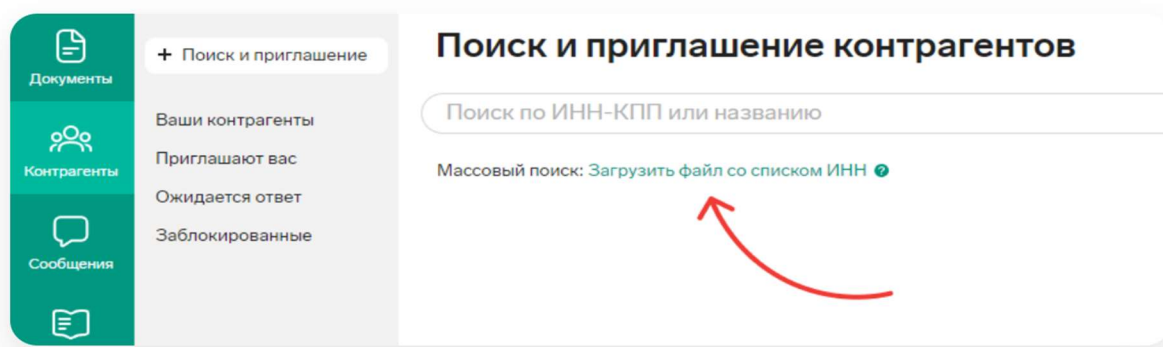 Документы
Контрагенты
Сообщения
+ Поиск и приглашение
Ваши контрагенты
Приглашают вас
Ожидается ответ
Заблокированные
Поиск и приглашение контрагентов
Поиск по ИНН-КПП или названию
Массовый поиск: Загрузить файл со списком ИНН ?